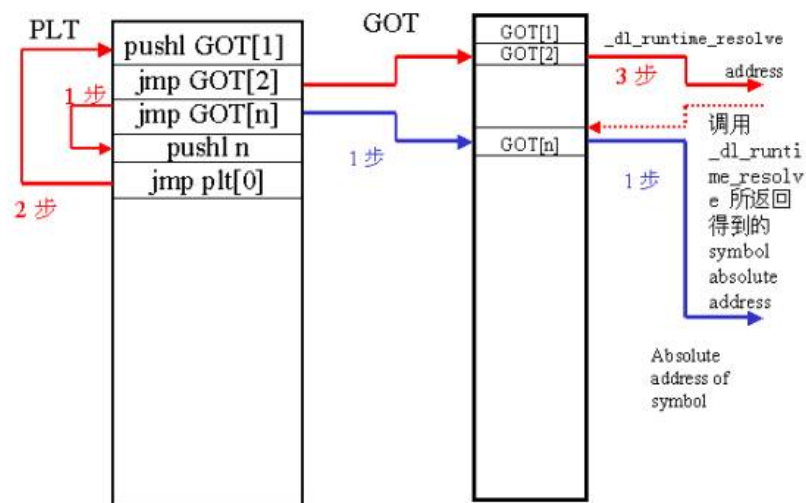 PLT
pushl GOT[1]
jmp GOT[2]
jmp GOT[n]
pushl n
jmp plt[0]
1步
2 步
GOT
1步
GOT[1]
GOT[2]
GOT[n]
_dl_runtime_resolve
address
3 步
1 步
调用
_dl_runti
me_resolv
e 所返回
得到的
symbol
absolute
address
Absolute
address of
symbol